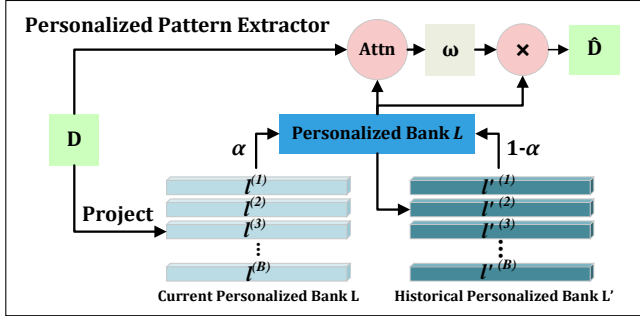 Personalized Pattern Extractor
Attn
ω
×
D̂
D
Personalized Bank L
α
1-α
Project
l(1)
l(2)
l(3)
l(B)
l'(1)
l'(2)
l'(3)
l'(B)
Current Personalized Bank L
Historical Personalized Bank L'